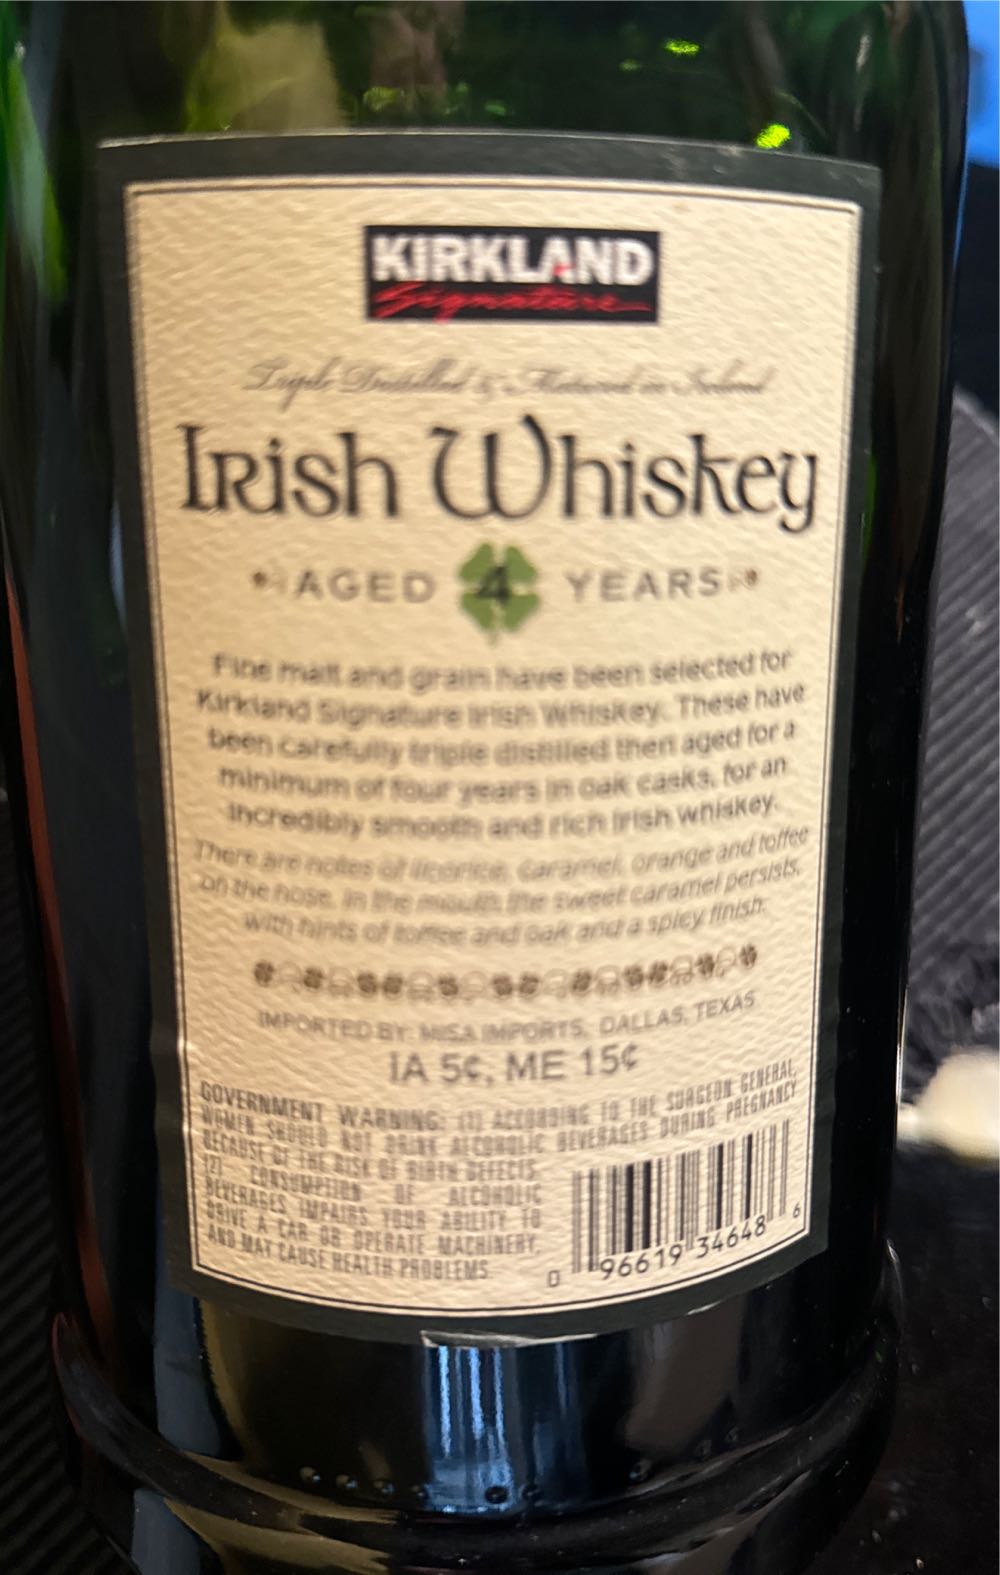 KIRKLAND
Signature
Triple Distilled & Matured in Ireland
Irish Whiskey
AGED 4 YEARS
Fine malt and grain have been selected for
Kirkland Signature Irish Whiskey. These have
been carefully triple distilled then aged for a
minimum of four years in oak casks, for an
incredibly smooth and rich Irish whiskey.
There are notes of licorice, caramel, orange and toffee
on the nose. In the mouth the sweet caramel persists,
with hints of toffee and oak and a spicy finish.
IMPORTED BY: MISA IMPORTS, DALLAS, TEXAS
IA 5¢, ME 15¢
GOVERNMENT WARNING: (1) ACCORDING TO THE SURGEON GENERAL,
WOMEN SHOULD NOT DRINK ALCOHOLIC BEVERAGES DURING PREGNANCY
BECAUSE OF THE RISK OF BIRTH DEFECTS.
(2) CONSUMPTION OF ALCOHOLIC
BEVERAGES IMPAIRS YOUR ABILITY TO
DRIVE A CAR OR OPERATE MACHINERY,
AND MAY CAUSE HEALTH PROBLEMS.
0 96619 34648 6